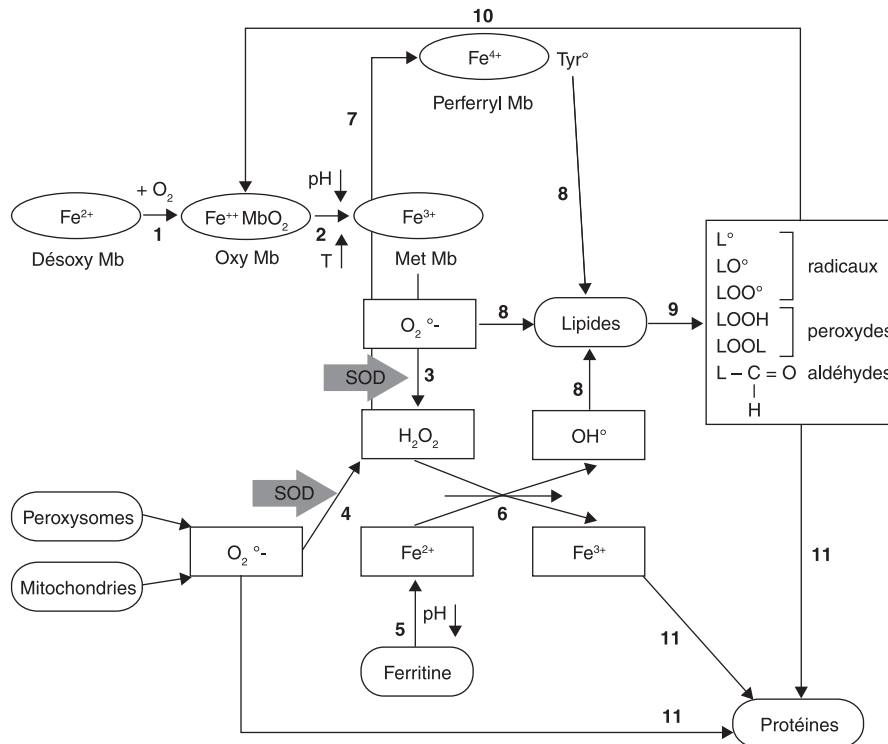 10
Fe⁴⁺ Tyr°
Perferryl Mb
7
+ O₂
pH
8
Fe²⁺ Fe⁺⁺ MbO₂ Fe³⁺
1 2
Désoxy Mb Oxy Mb T Met Mb
L°
LO°
LOO°
radicaux
LOOH
LOOL
peroxydes
L – C = O aldéhydes
H
O₂ °- 8 Lipides 9
SOD 3
8
H₂O₂ OH°
SOD
4
6
Peroxysomes
O₂ °- Fe²⁺ Fe³⁺
Mitochondries
11
5 pH
11
Ferritine
11
Protéines